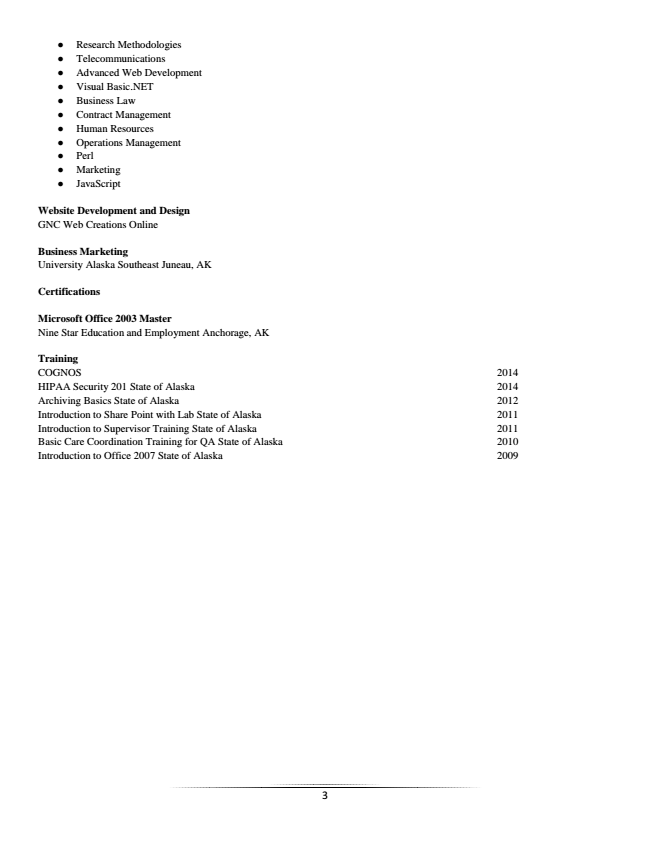 ● Research Methodologies
● Telecommunications
● Advanced Web Development
● Visual Basic.NET
● Business Law
● Contract Management
● Human Resources
● Operations Management
● Perl
● Marketing
● JavaScript
Website Development and Design
GNC Web Creations Online
Business Marketing
University Alaska Southeast Juneau, AK
Certifications
Microsoft Office 2003 Master
Nine Star Education and Employment Anchorage, AK
Training
COGNOS 2014
HIPAA Security 201 State of Alaska 2014
Archiving Basics State of Alaska 2012
Introduction to Share Point with Lab State of Alaska 2011
Introduction to Supervisor Training State of Alaska 2011
Basic Care Coordination Training for QA State of Alaska 2010
Introduction to Office 2007 State of Alaska 2009
3